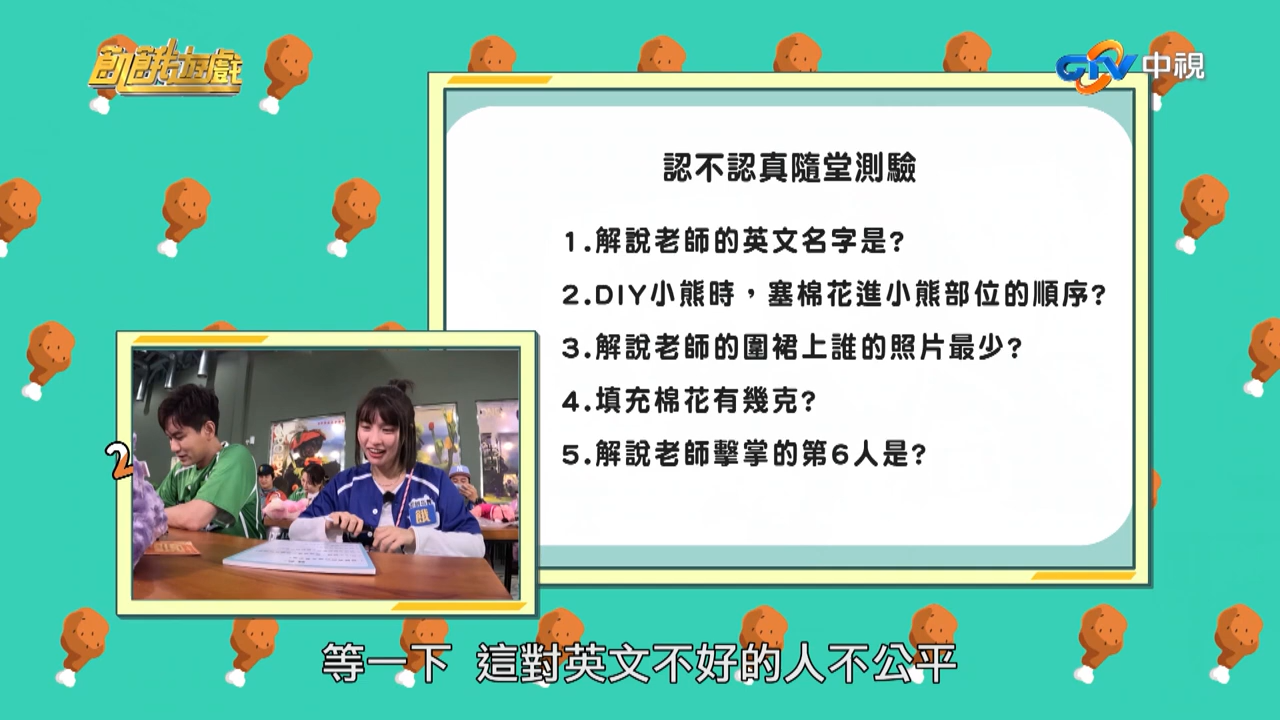 飢餓遊戲
CTV中視
認不認真隨堂測驗
1.解說老師的英文名字是?
2.DIY小熊時，塞棉花進小熊部位的順序?
3.解說老師的圍裙上誰的照片最少?
4.填充棉花有幾克?
5.解說老師擊掌的第6人是?
2
餓
等一下 這對英文不好的人不公平